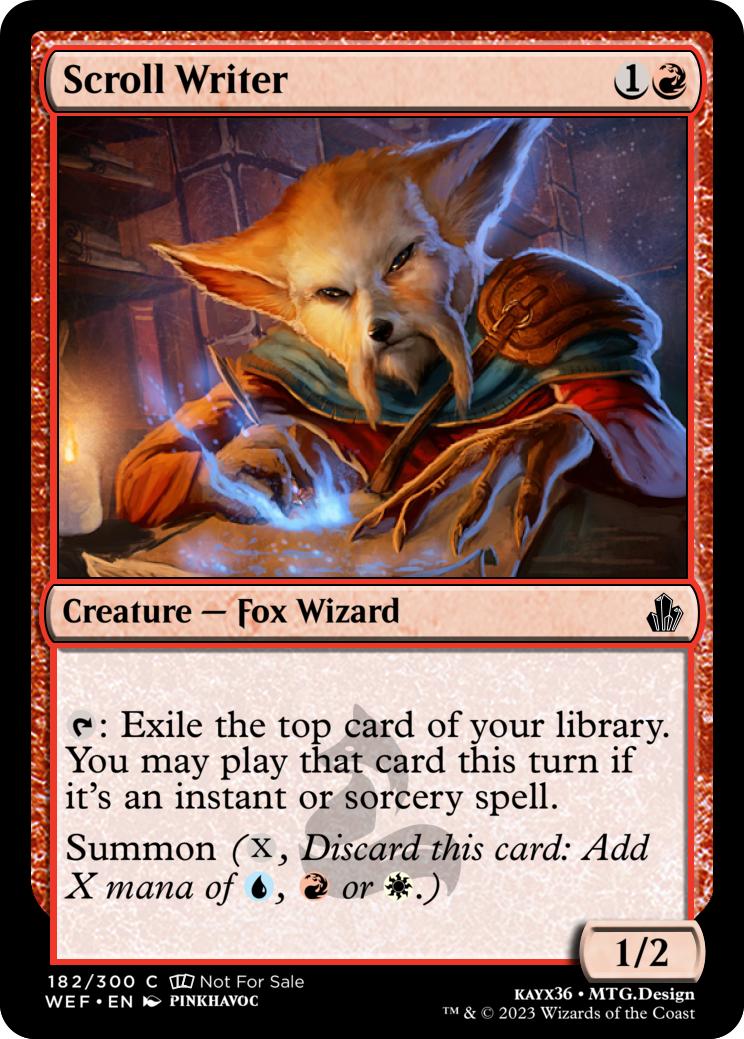 Scroll Writer 1
Creature — Fox Wizard
: Exile the top card of your library.
You may play that card this turn if
it's an instant or sorcery spell.
Summon (X, Discard this card: Add
X mana of , or .)
1/2
182/300 C Not For Sale
WEF • EN PINKHAVOC
KAYX36 • MTG.Design
™ & © 2023 Wizards of the Coast